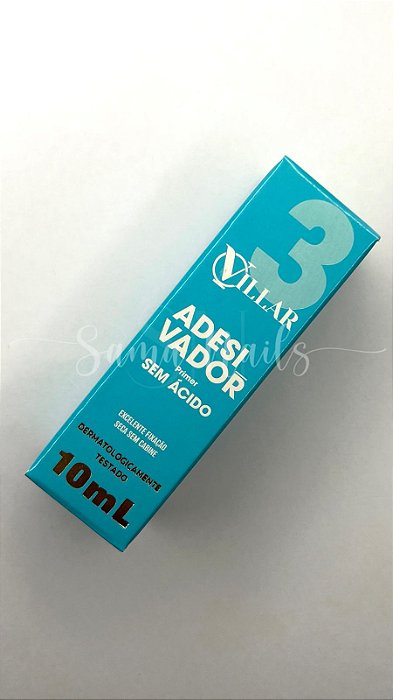 3
VILLAR
ADESI
VADOR
Primer
SEM ÁCIDO
EXCELENTE FIXAÇÃO
SECA SEM CABINE
DERMATOLOGICAMENTE
TESTADO
10mL